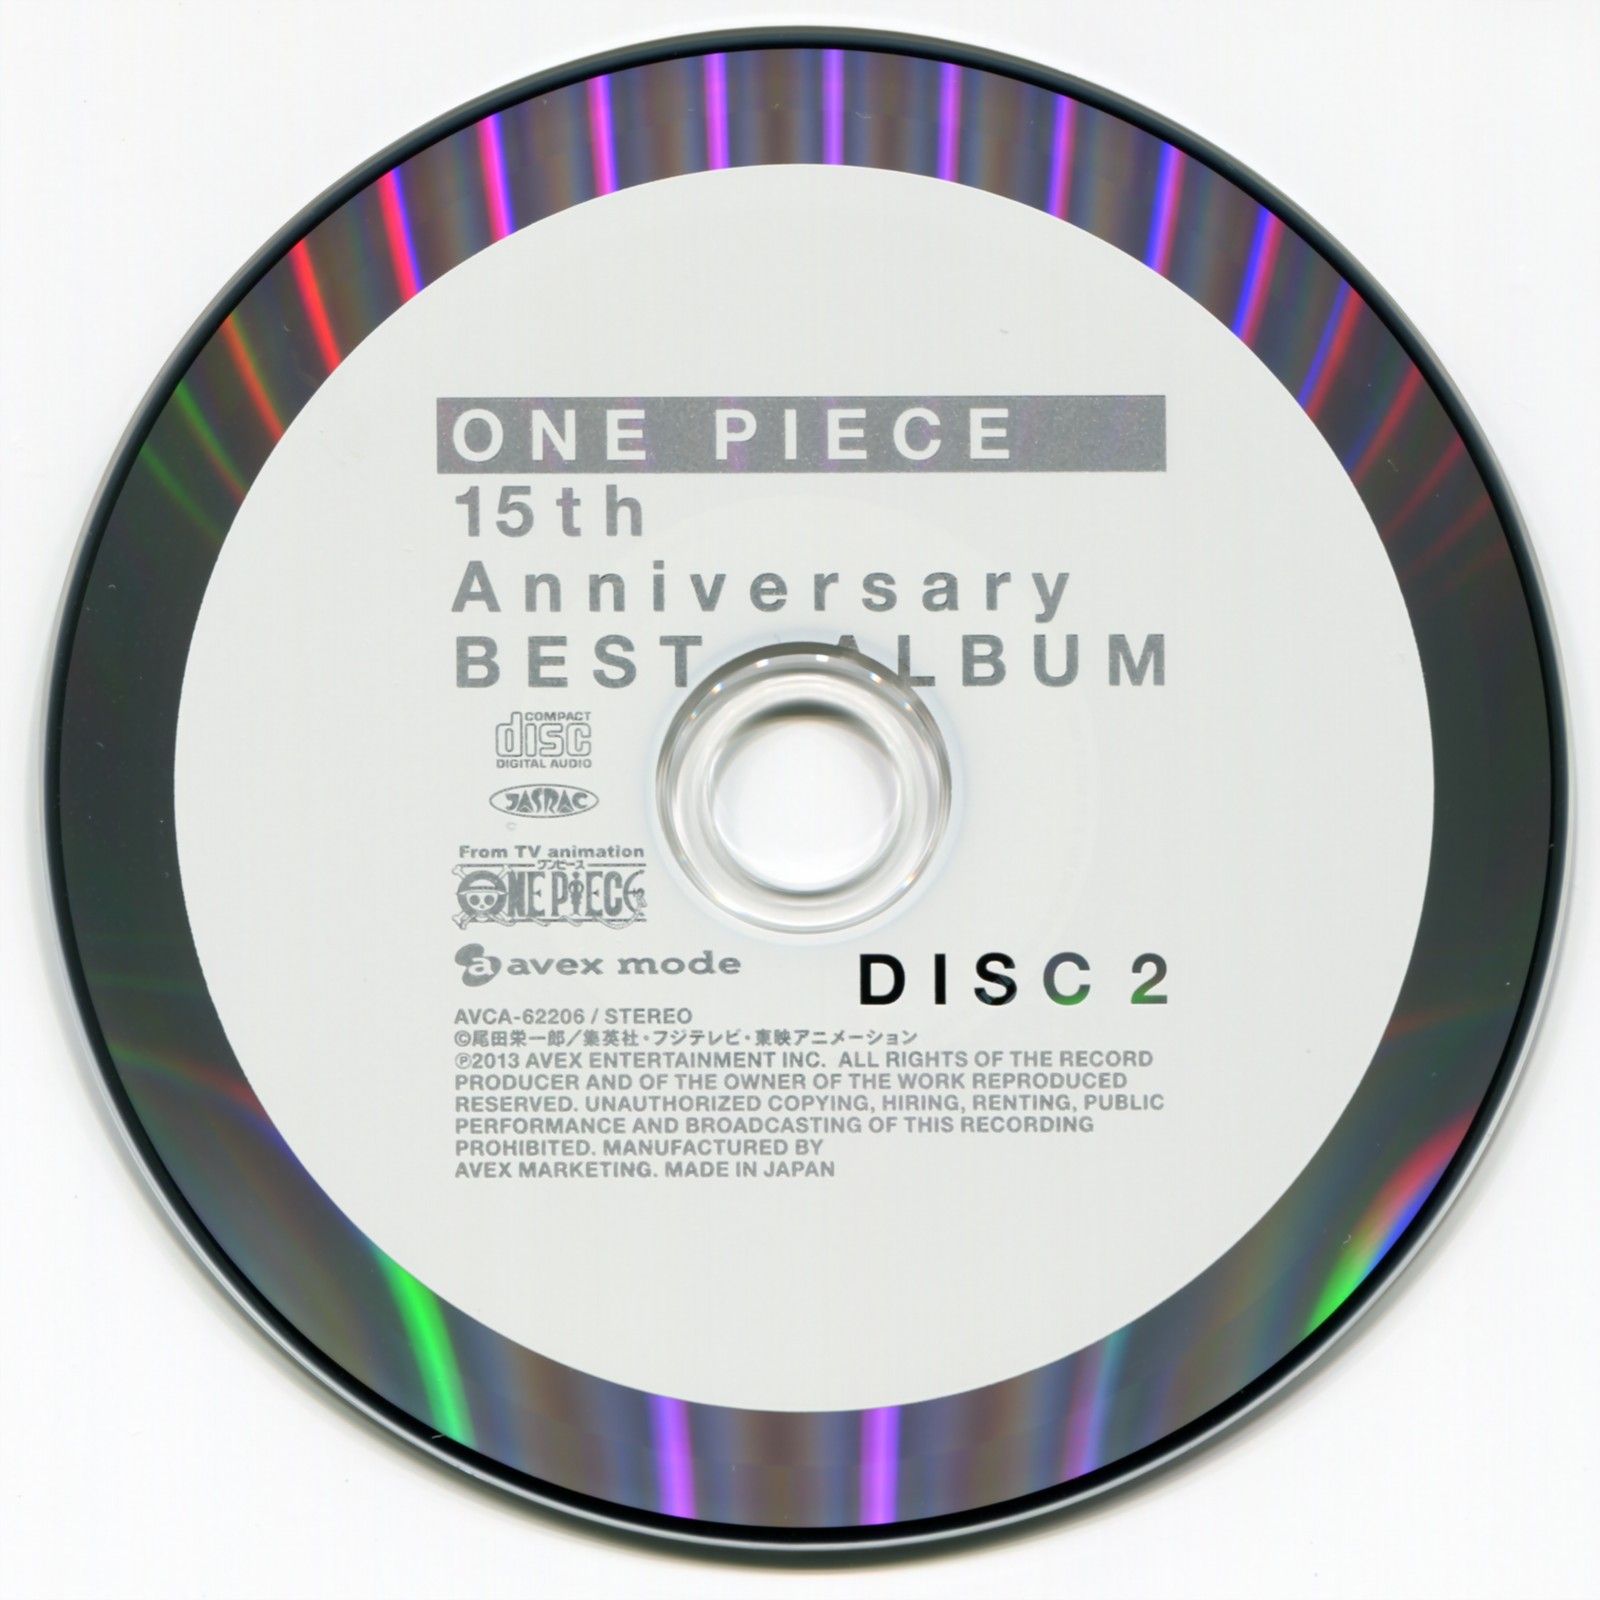 ONE PIECE
15th
Anniversary
BEST ALBUM
COMPACT
disc
DIGITAL AUDIO
JASRAC
From TV animation
ワンピース
ONE PIECE
a avex mode
DISC 2
AVCA-62206 / STEREO
©尾田栄一郎／集英社・フジテレビ・東映アニメーション
℗2013 AVEX ENTERTAINMENT INC. ALL RIGHTS OF THE RECORD
PRODUCER AND OF THE OWNER OF THE WORK REPRODUCED
RESERVED. UNAUTHORIZED COPYING, HIRING, RENTING, PUBLIC
PERFORMANCE AND BROADCASTING OF THIS RECORDING
PROHIBITED. MANUFACTURED BY
AVEX MARKETING. MADE IN JAPAN